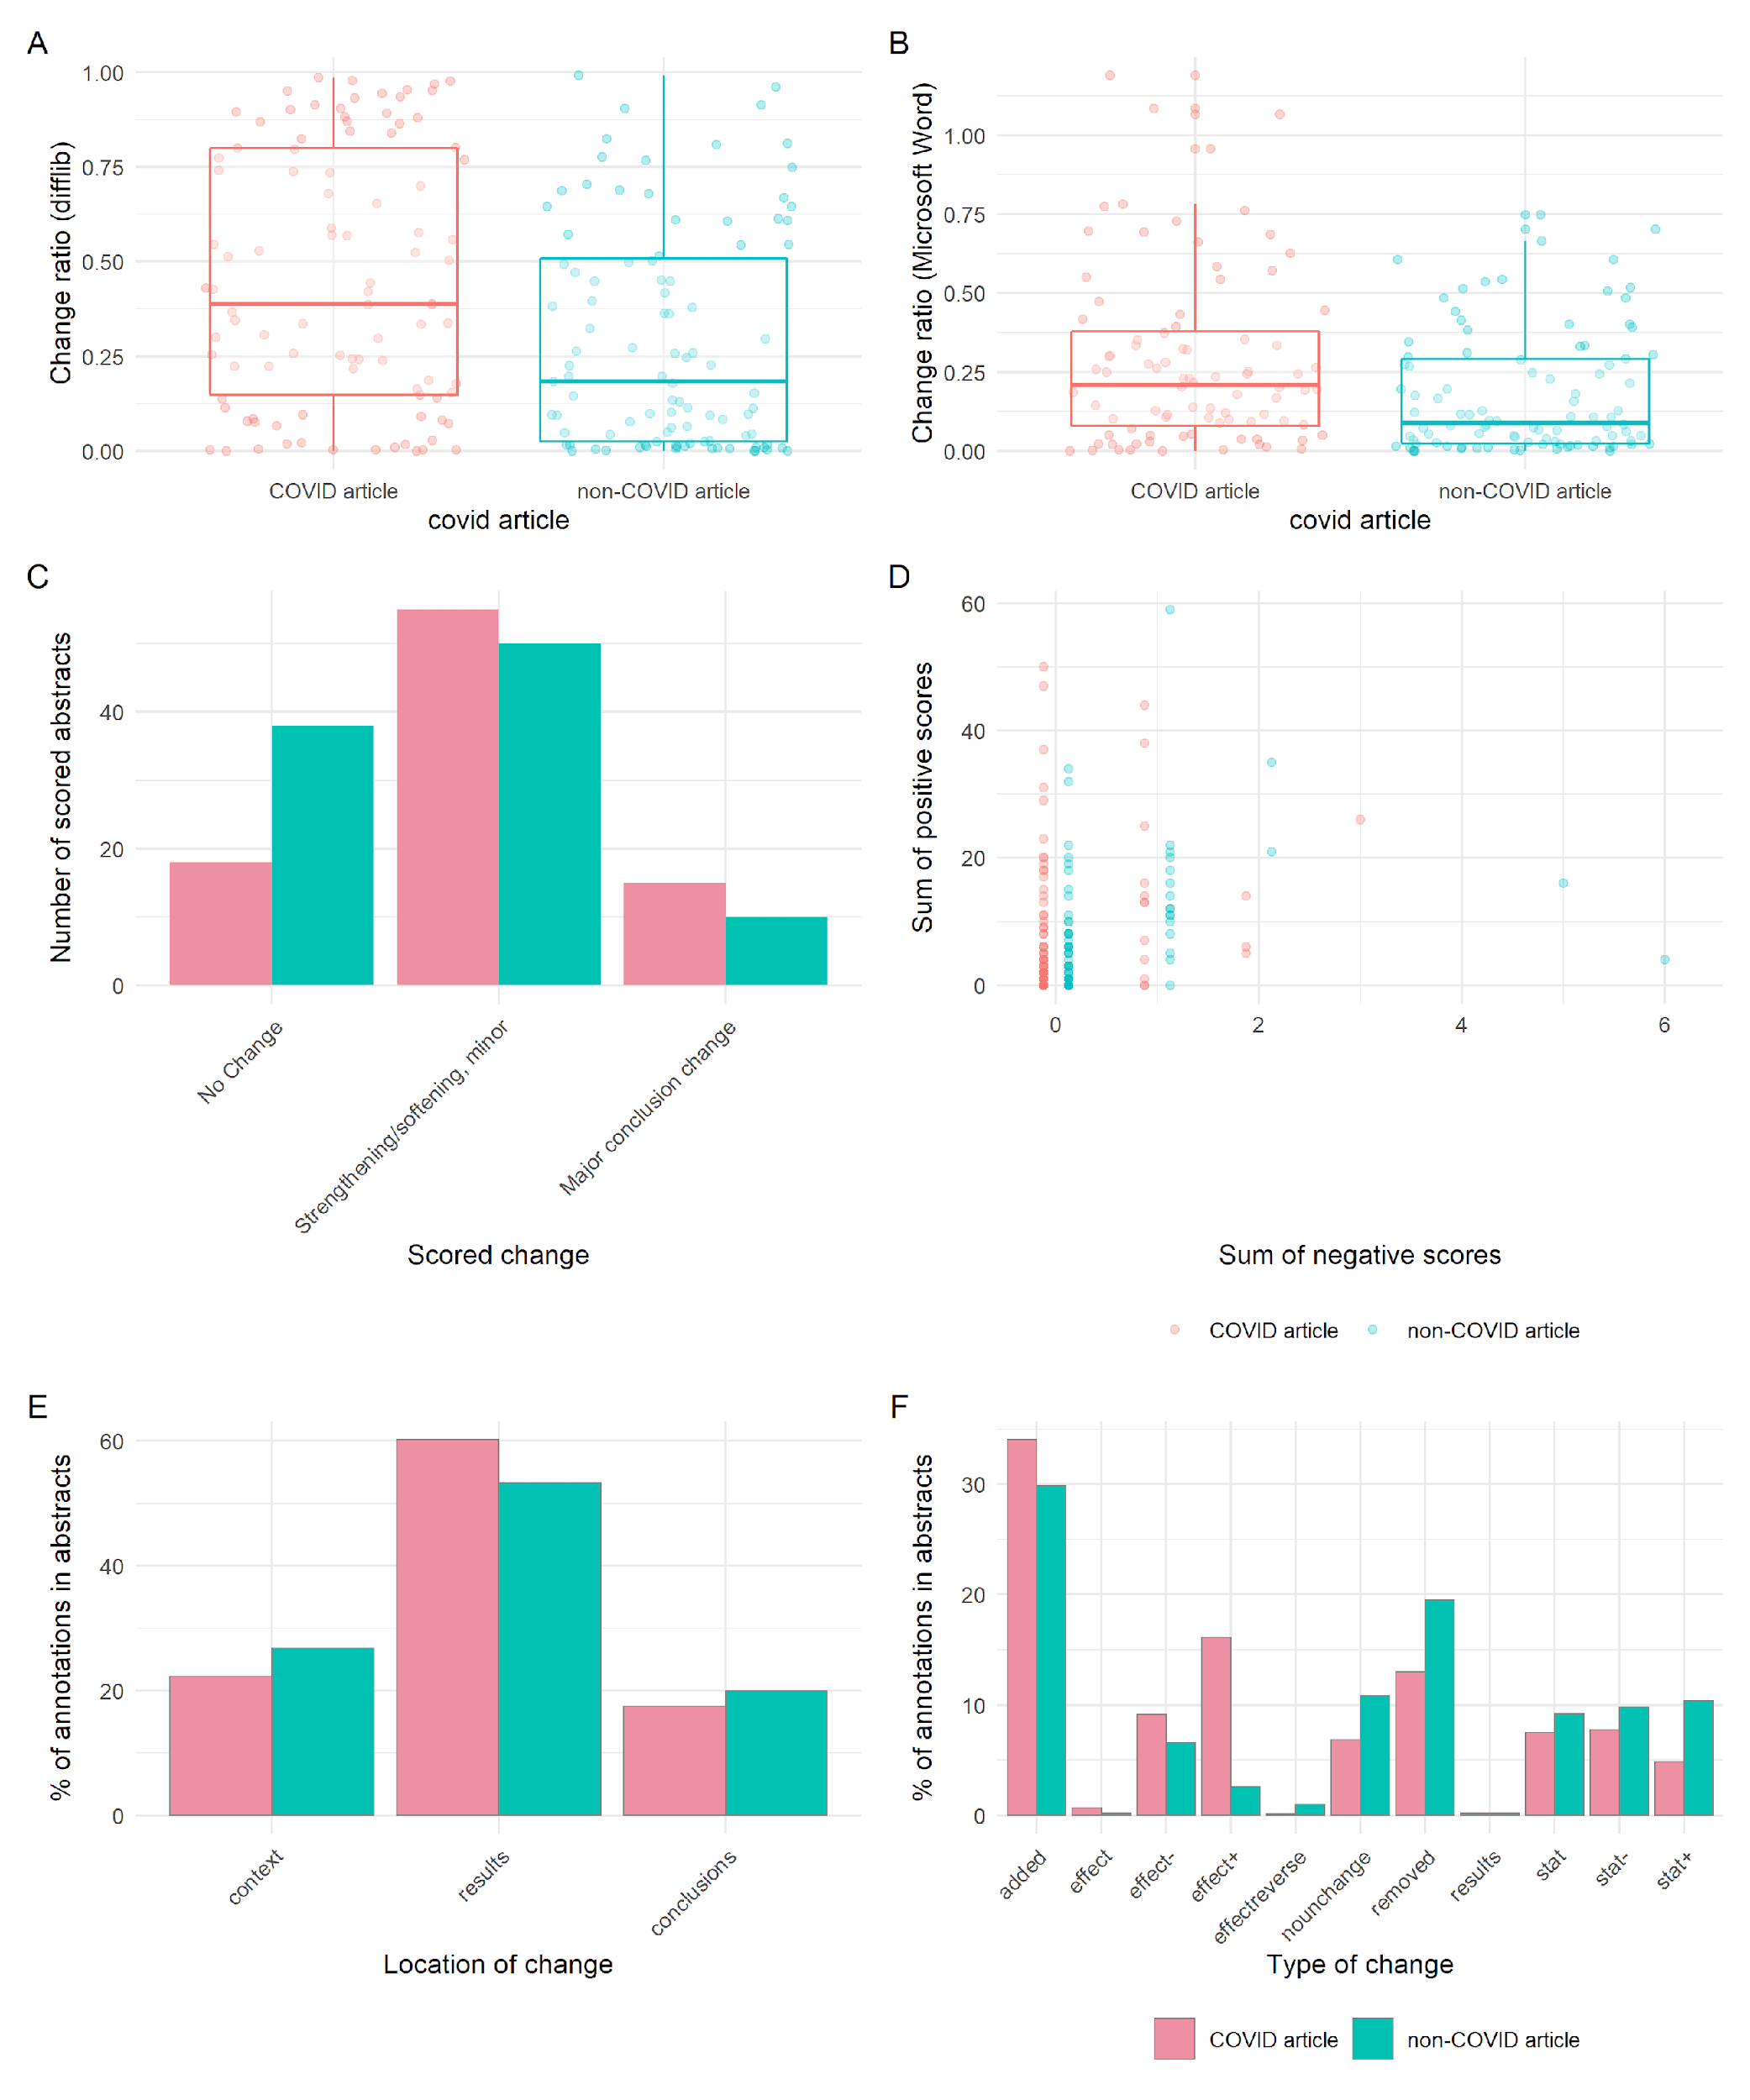 A
Change ratio (difflib)
1.00
0.75
0.50
0.25
0.00
COVID article
non-COVID article
covid article
B
Change ratio (Microsoft Word)
1.00
0.75
0.50
0.25
0.00
COVID article
non-COVID article
covid article
C
Number of scored abstracts
40
20
0
No Change
Strengthening/softening, minor
Major conclusion change
Scored change
D
Sum of positive scores
60
40
20
0
0
2
4
6
Sum of negative scores
COVID article
non-COVID article
E
% of annotations in abstracts
60
40
20
0
context
results
conclusions
Location of change
F
% of annotations in abstracts
30
20
10
0
added
effect
effect-
effect+
effectreverse
nounchange
removed
results
stat
stat-
stat+
Type of change
COVID article
non-COVID article